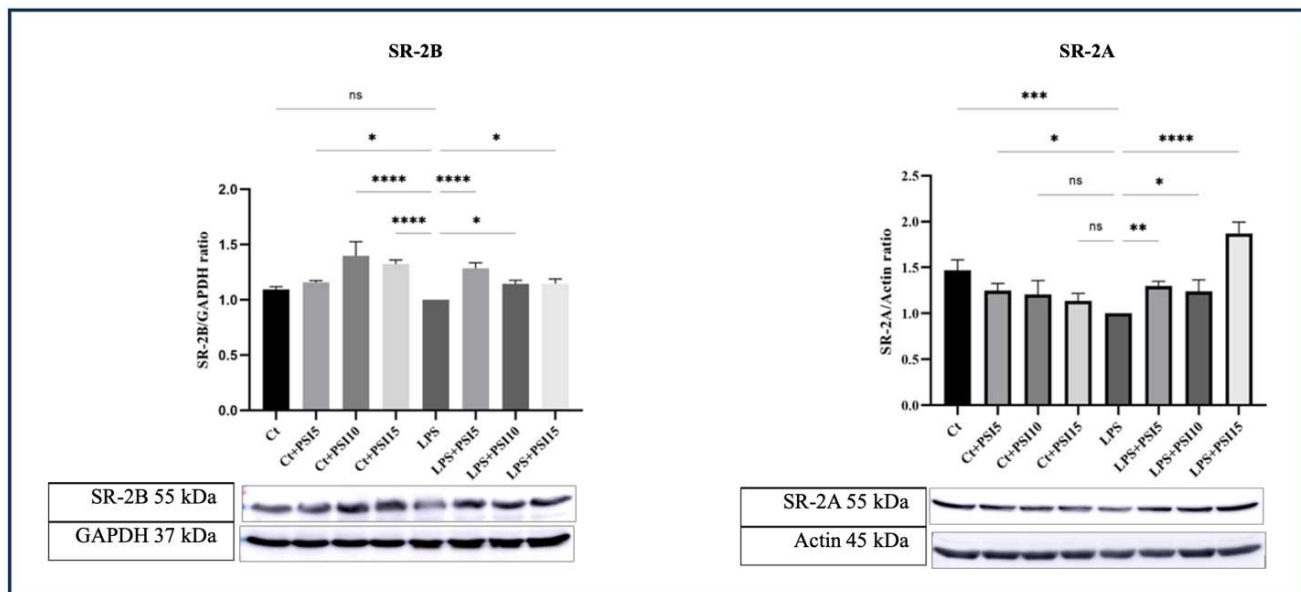 SR-2B
ns
*
*
****
****
****
*
SR-2B/GAPDH ratio
2.0
1.5
1.0
0.5
0.0
Ct
Ct+PSI5
Ct+PSI10
Ct+PSI15
LPS
LPS+PSI5
LPS+PSI10
LPS+PSI15
SR-2B 55 kDa
GAPDH 37 kDa
SR-2A
***
*
****
ns
*
ns
**
SR-2A/Actin ratio
2.5
2.0
1.5
1.0
0.5
0.0
Ct
Ct+PSI5
Ct+PSI10
Ct+PSI15
LPS
LPS+PSI5
LPS+PSI10
LPS+PSI15
SR-2A 55 kDa
Actin 45 kDa